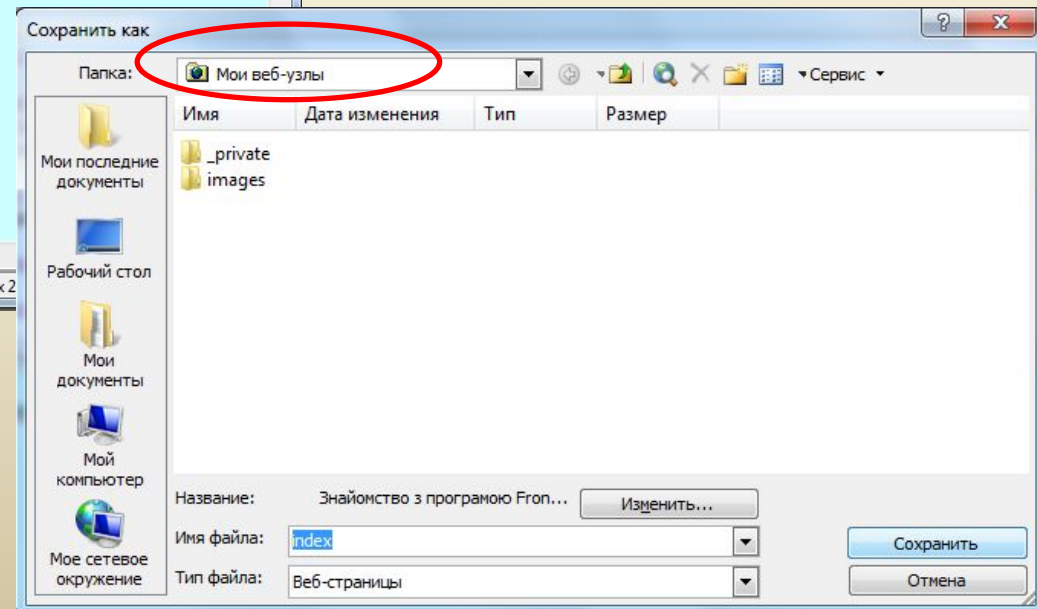 Сохранить как
Папка:
Мои веб-узлы
Сервис
Имя Дата изменения Тип Размер
_private
images
Мои последние
документы
Рабочий стол
x 2
Мои
документы
Мой
компьютер
Мое сетевое
окружение
Название: Знайомство з програмою Fron... Изменить...
Имя файла: index Сохранить
Тип файла: Веб-страницы Отмена